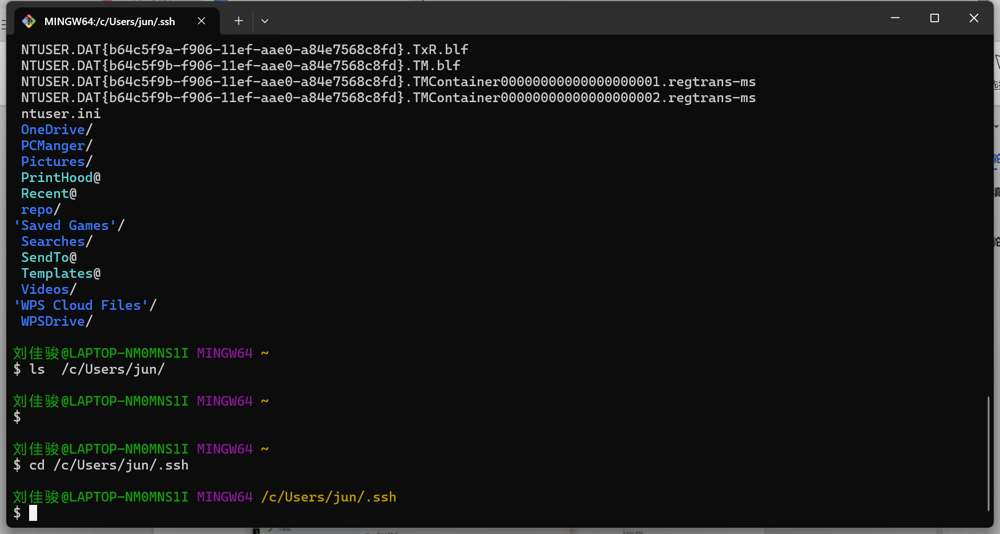 MINGW64:/c/Users/jun/.ssh
NTUSER.DAT{b64c5f9a-f906-11ef-aae0-a84e7568c8fd}.TxR.blf
NTUSER.DAT{b64c5f9b-f906-11ef-aae0-a84e7568c8fd}.TM.blf
NTUSER.DAT{b64c5f9b-f906-11ef-aae0-a84e7568c8fd}.TMContainer00000000000000000001.regtrans-ms
NTUSER.DAT{b64c5f9b-f906-11ef-aae0-a84e7568c8fd}.TMContainer00000000000000000002.regtrans-ms
ntuser.ini
OneDrive/
PCManger/
Pictures/
PrintHood@
Recent@
repo/
'Saved Games'/
Searches/
SendTo@
Templates@
Videos/
'WPS Cloud Files'/
WPSDrive/
刘佳骏@LAPTOP-NM0MNS1I MINGW64 ~
$ ls  /c/Users/jun/
刘佳骏@LAPTOP-NM0MNS1I MINGW64 ~
$
刘佳骏@LAPTOP-NM0MNS1I MINGW64 ~
$ cd /c/Users/jun/.ssh
刘佳骏@LAPTOP-NM0MNS1I MINGW64 /c/Users/jun/.ssh
$